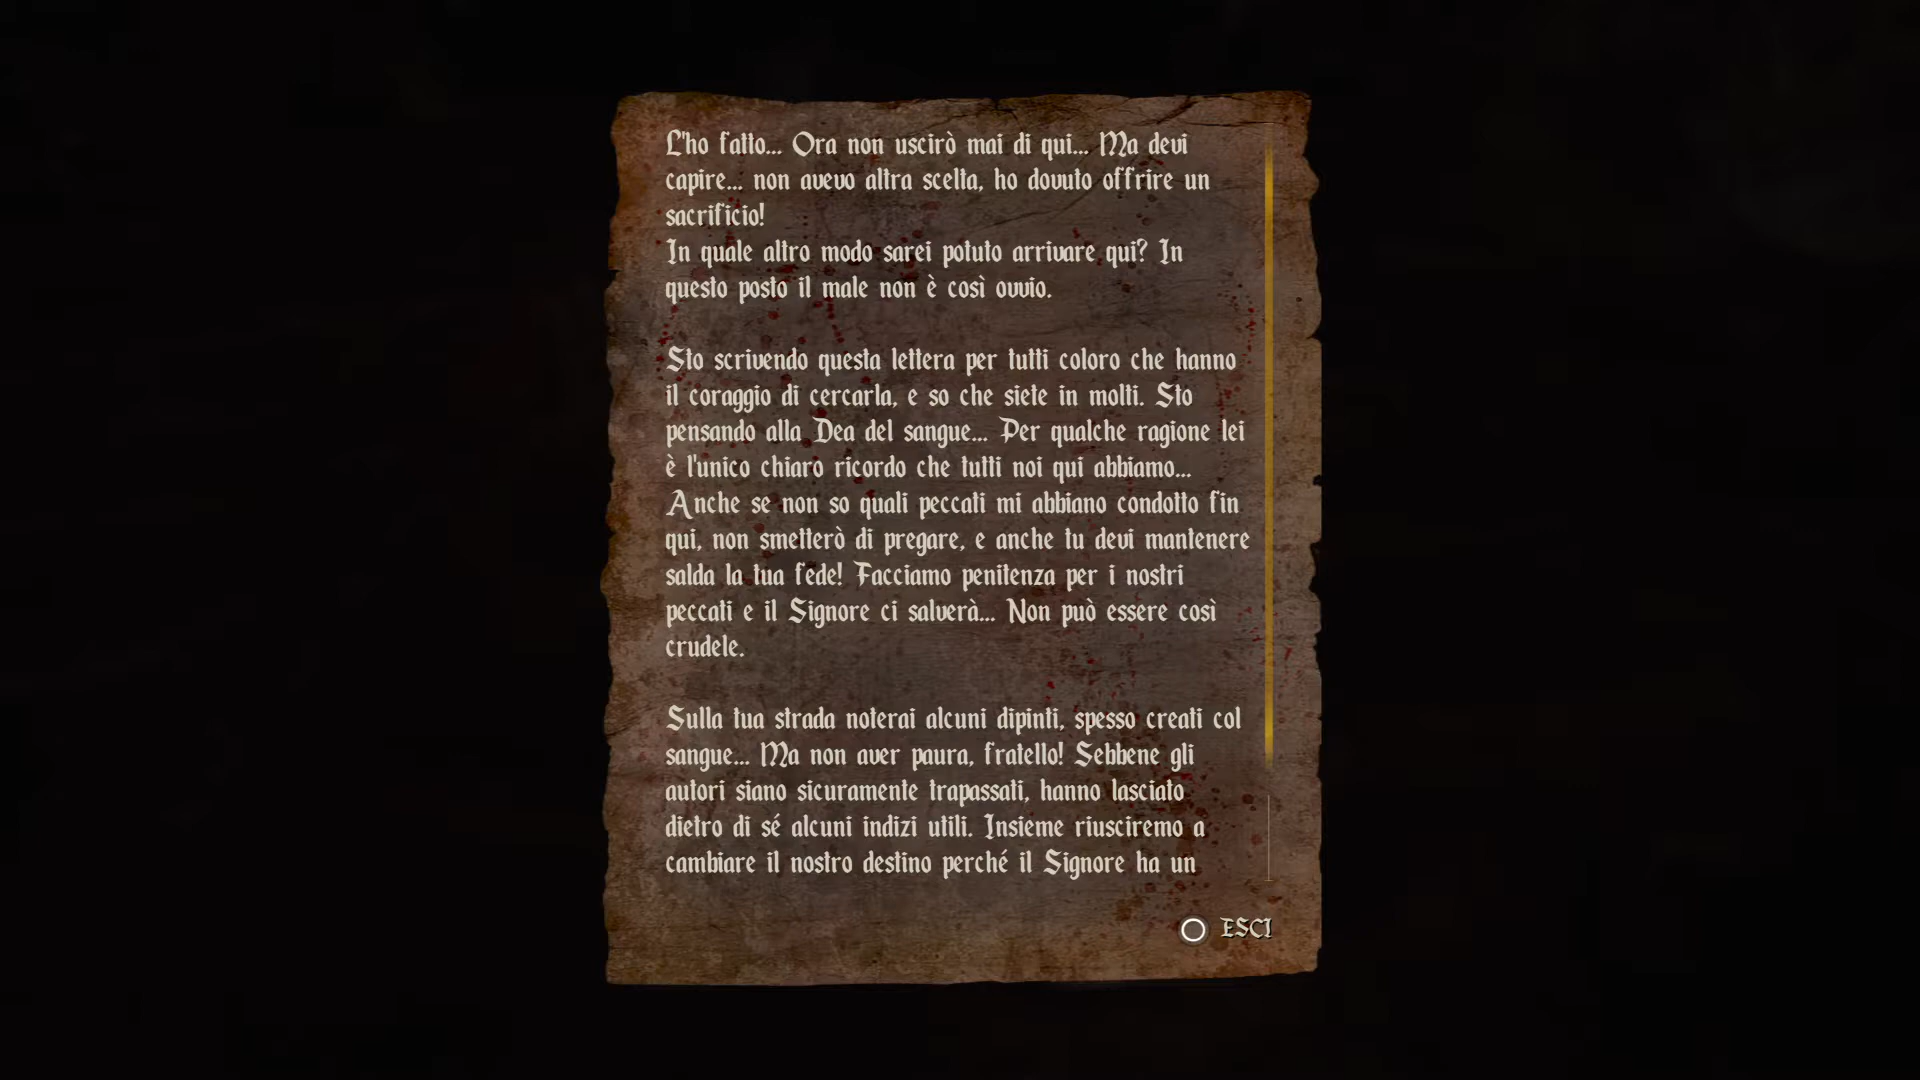 L'ho fatto... Ora non uscirò mai di qui... Ma devi
capire... non avevo altra scelta, ho dovuto offrire un
sacrificio!
In quale altro modo sarei potuto arrivare qui? In
questo posto il male non è così ovvio.
Sto scrivendo questa lettera per tutti coloro che hanno
il coraggio di cercarla, e so che siete in molti. Sto
pensando alla Dea del sangue... Per qualche ragione lei
è l'unico chiaro ricordo che tutti noi qui abbiamo...
Anche se non so quali peccati mi abbiano condotto fin
qui, non smetterò di pregare, e anche tu devi mantenere
salda la tua fede! Facciamo penitenza per i nostri
peccati e il Signore ci salverà... Non può essere così
crudele.
Sulla tua strada noterai alcuni dipinti, spesso creati col
sangue... Ma non aver paura, fratello! Sebbene gli
autori siano sicuramente trapassati, hanno lasciato
dietro di sé alcuni indizi utili. Insieme riusciremo a
cambiare il nostro destino perché il Signore ha un
ESCI